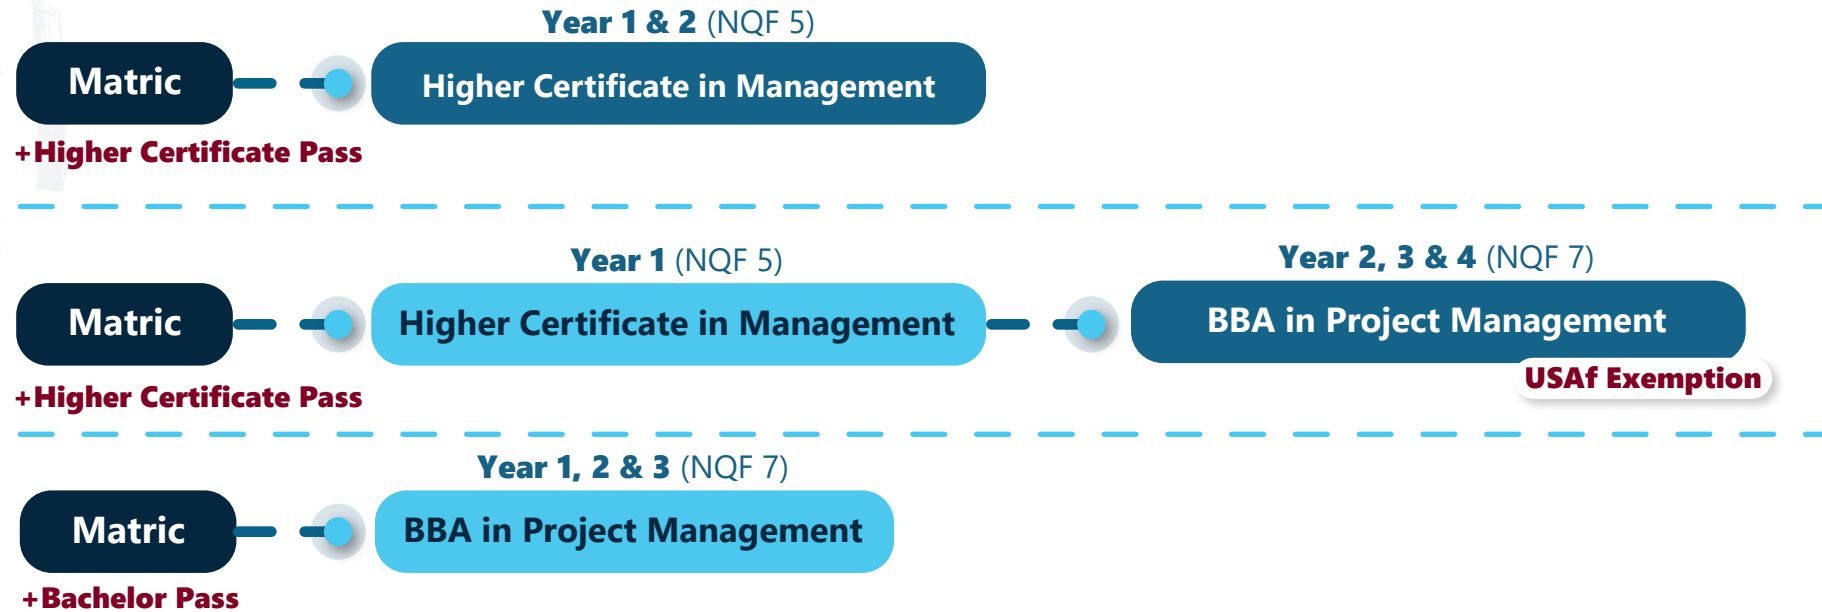 Year 1 & 2 (NQF 5)
Matric
Higher Certificate in Management
+Higher Certificate Pass
Year 1 (NQF 5)
Year 2, 3 & 4 (NQF 7)
Matric
Higher Certificate in Management
BBA in Project Management
USAf Exemption
+Higher Certificate Pass
Year 1, 2 & 3 (NQF 7)
Matric
BBA in Project Management
+Bachelor Pass